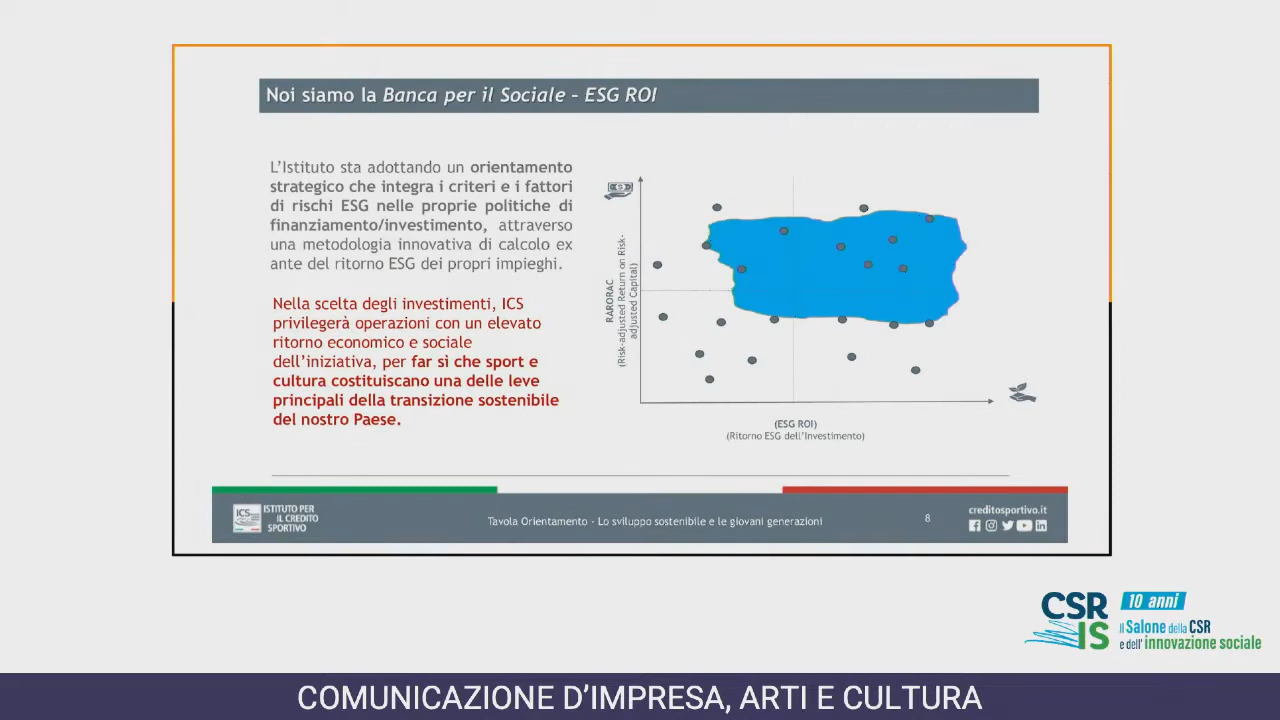 Noi siamo la Banca per il Sociale – ESG ROI
L'Istituto sta adottando un orientamento
strategico che integra i criteri e i fattori
di rischi ESG nelle proprie politiche di
finanziamento/investimento, attraverso
una metodologia innovativa di calcolo ex
ante del ritorno ESG dei propri impieghi.
Nella scelta degli investimenti, ICS
privilegerà operazioni con un elevato
ritorno economico e sociale
dell'iniziativa, per far sì che sport e
cultura costituiscano una delle leve
principali della transizione sostenibile
del nostro Paese.
RARORAC
(Risk-adjusted Return on Risk-
adjusted Capital)
(ESG ROI)
(Ritorno ESG dell'Investimento)
ICS
ISTITUTO PER
IL CREDITO
SPORTIVO
Tavola Orientamento - Lo sviluppo sostenibile e le giovani generazioni
8
creditosportivo.it
CSR
IS
10 anni
il Salone della CSR
e dell'innovazione sociale
COMUNICAZIONE D'IMPRESA, ARTI E CULTURA